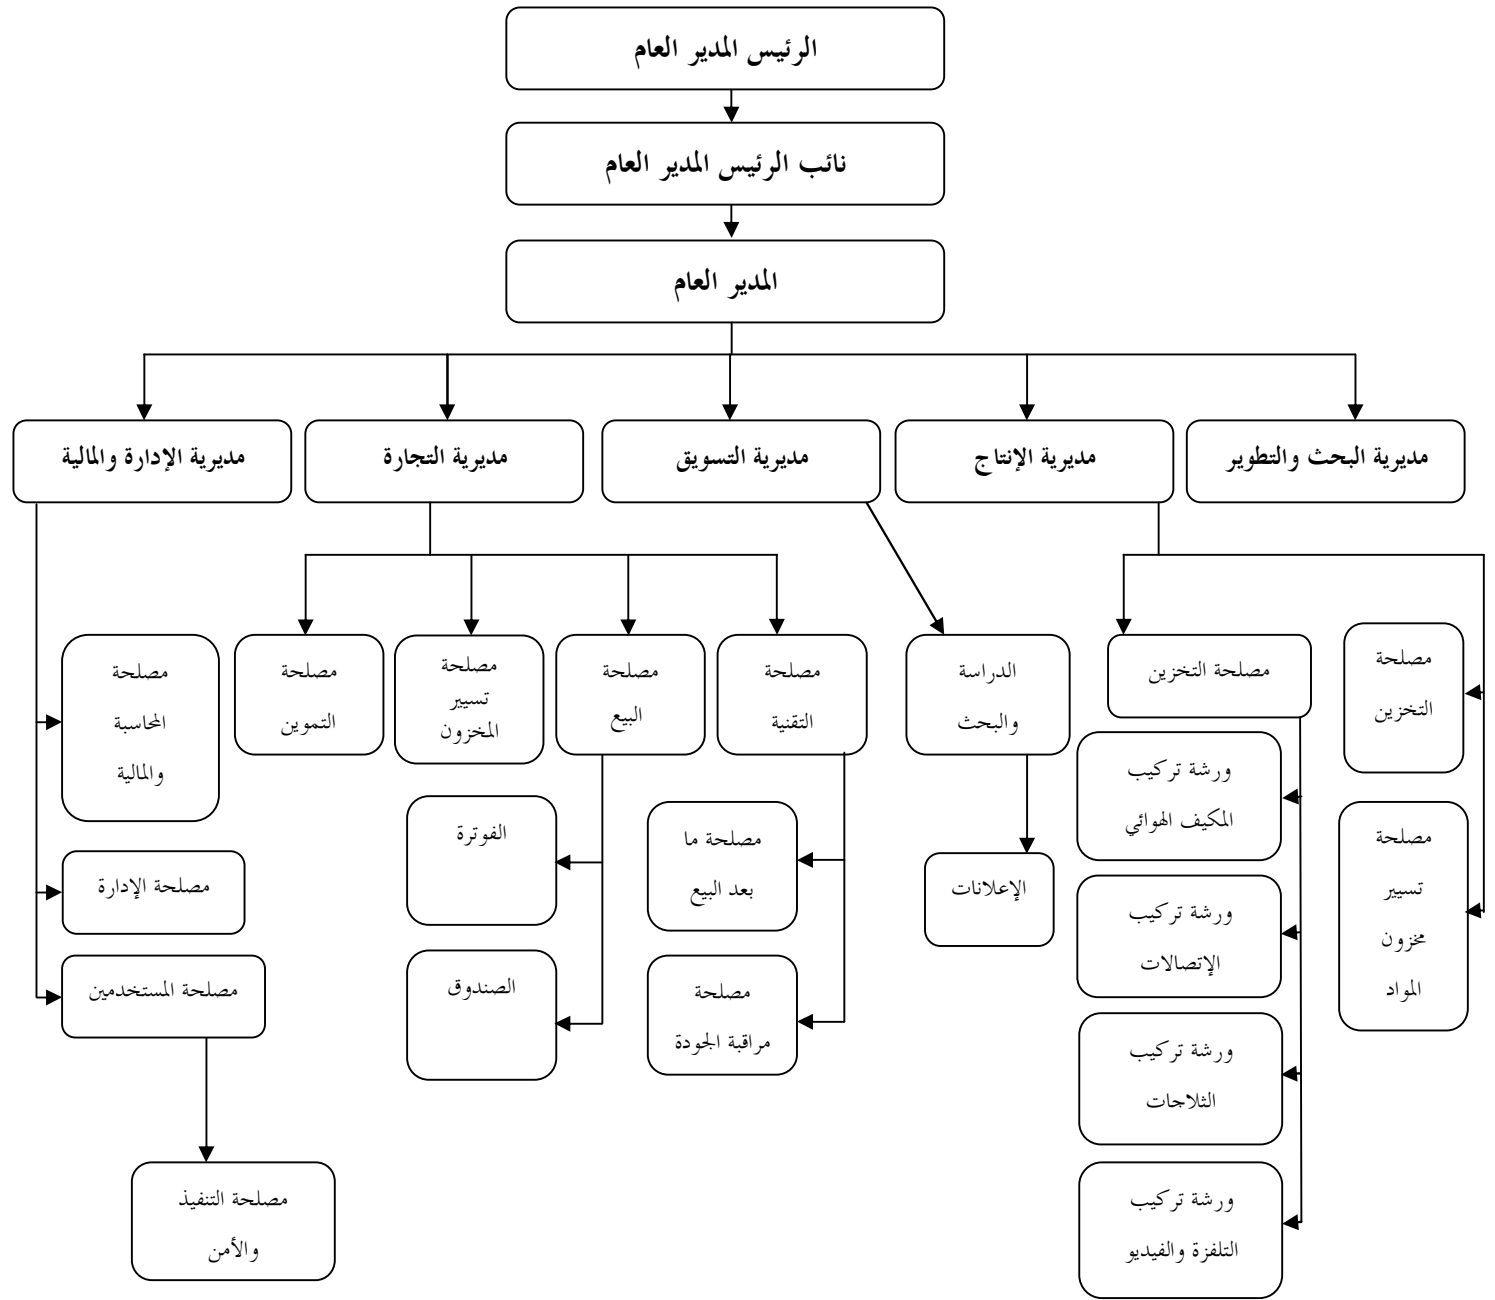 الرئيس المدير العام
نائب الرئيس المدير العام
المدير العام
مديرية البحث والتطوير
مديرية الإنتاج
مديرية التسويق
مديرية التجارة
مديرية الإدارة والمالية
مصلحة
التخزين
مصلحة
تسيير
مخزون
المواد
مصلحة التخزين
ورشة تركيب
المكيف الهوائي
ورشة تركيب
الإتصالات
ورشة تركيب
الثلاجات
ورشة تركيب
التلفزة والفيديو
الدراسة
والبحث
الإعلانات
مصلحة
التقنية
مصلحة ما
بعد البيع
مصلحة
مراقبة الجودة
مصلحة
البيع
الفوترة
الصندوق
مصلحة
تسيير
المخزون
مصلحة
التموين
مصلحة
المحاسبة
والمالية
مصلحة الإدارة
مصلحة المستخدمين
مصلحة التنفيذ
والأمن